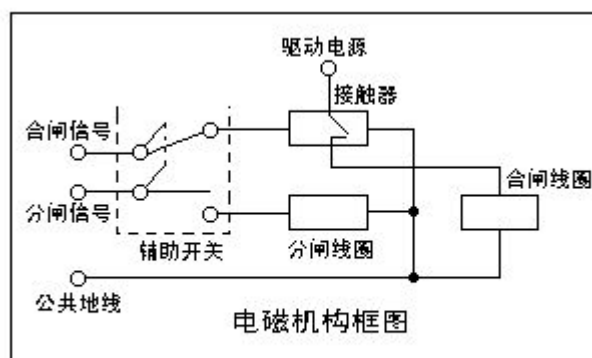 驱动电源
接触器
合闸信号
合闸线圈
分闸信号
辅助开关
分闸线圈
公共地线
电磁机构框图